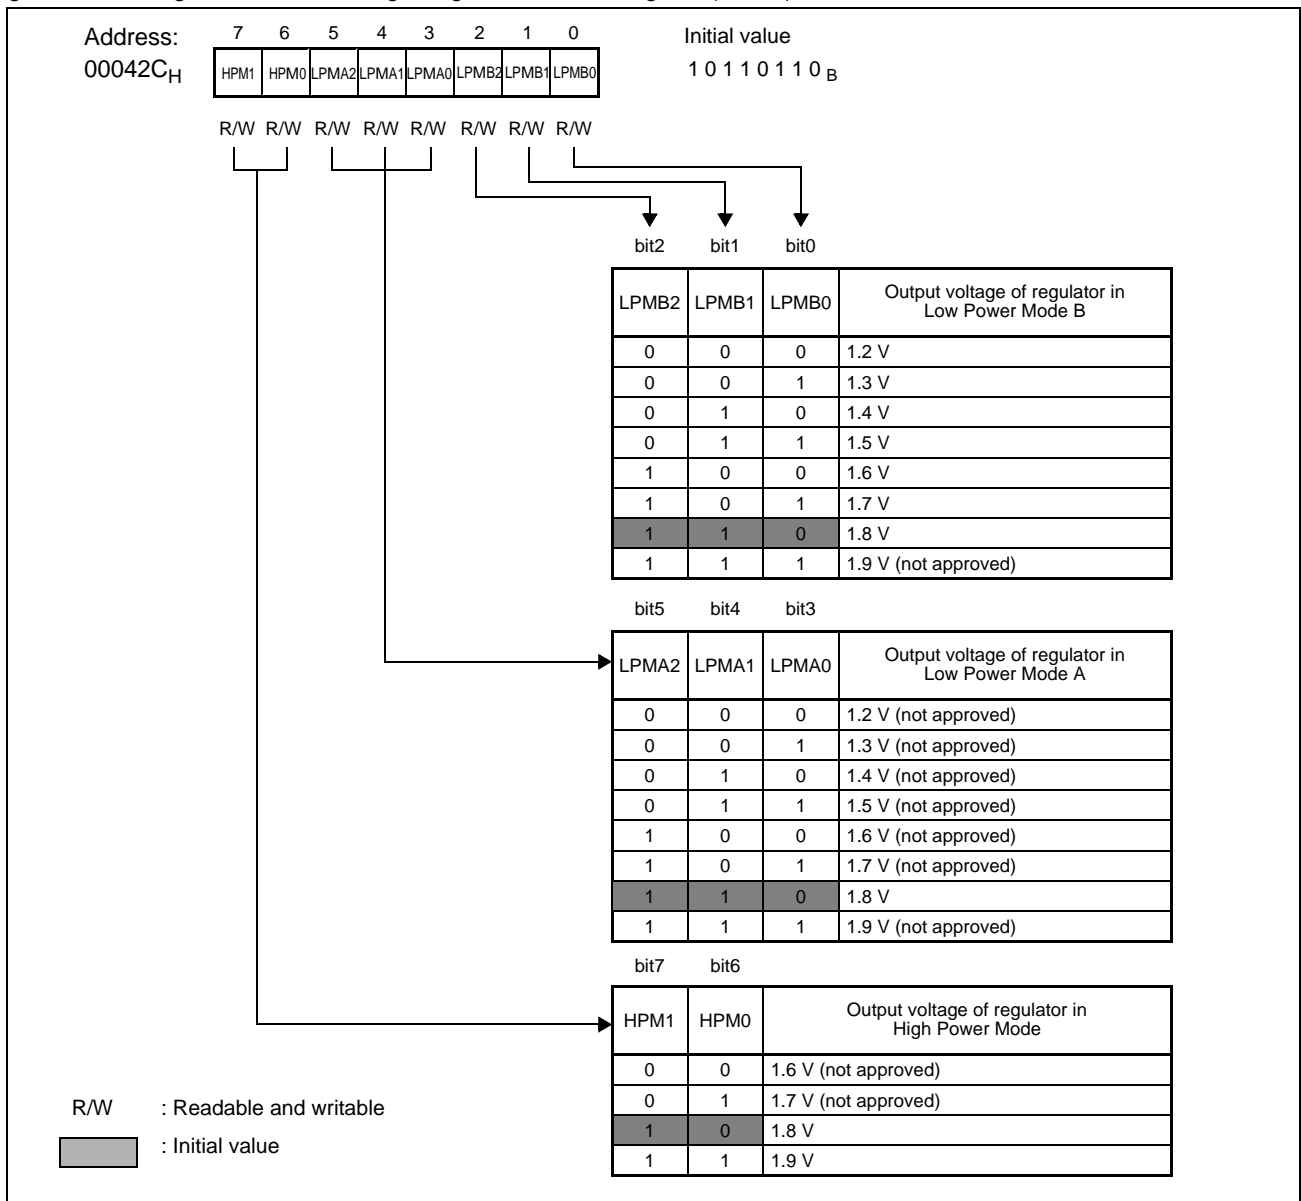 Address: 7 6 5 4 3 2 1 0 Initial value
00042CH HPM1 HPM0 LPMA2 LPMA1 LPMA0 LPMB2 LPMB1 LPMB0 1 0 1 1 0 1 1 0 B
R/W R/W R/W R/W R/W R/W R/W R/W
bit2 bit1 bit0
LPMB2 LPMB1 LPMB0 Output voltage of regulator in
Low Power Mode B
0 0 0 1.2 V
0 0 1 1.3 V
0 1 0 1.4 V
0 1 1 1.5 V
1 0 0 1.6 V
1 0 1 1.7 V
1 1 0 1.8 V
1 1 1 1.9 V (not approved)
bit5 bit4 bit3
LPMA2 LPMA1 LPMA0 Output voltage of regulator in
Low Power Mode A
0 0 0 1.2 V (not approved)
0 0 1 1.3 V (not approved)
0 1 0 1.4 V (not approved)
0 1 1 1.5 V (not approved)
1 0 0 1.6 V (not approved)
1 0 1 1.7 V (not approved)
1 1 0 1.8 V
1 1 1 1.9 V (not approved)
bit7 bit6
HPM1 HPM0 Output voltage of regulator in
High Power Mode
0 0 1.6 V (not approved)
0 1 1.7 V (not approved)
1 0 1.8 V
1 1 1.9 V
R/W : Readable and writable
: Initial value